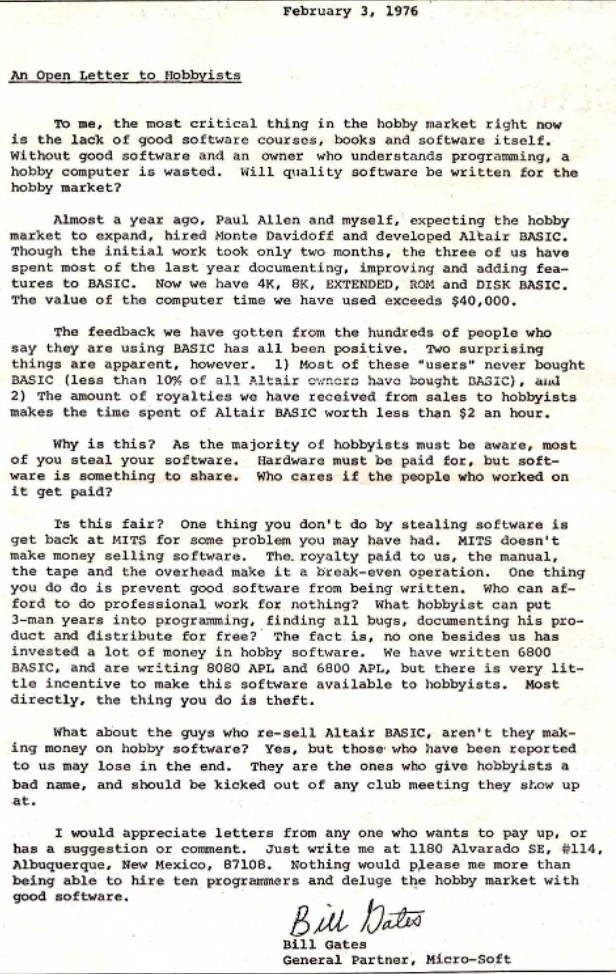 February 3, 1976
An Open Letter to Hobbyists
To me, the most critical thing in the hobby market right now
is the lack of good software courses, books and software itself.
Without good software and an owner who understands programming, a
hobby computer is wasted. Will quality software be written for the
hobby market?
Almost a year ago, Paul Allen and myself, expecting the hobby
market to expand, hired Monte Davidoff and developed Altair BASIC.
Though the initial work took only two months, the three of us have
spent most of the last year documenting, improving and adding fea-
tures to BASIC. Now we have 4K, 8K, EXTENDED, ROM and DISK BASIC.
The value of the computer time we have used exceeds $40,000.
The feedback we have gotten from the hundreds of people who
say they are using BASIC has all been positive. Two surprising
things are apparent, however. 1) Most of these "users" never bought
BASIC (less than 10% of all Altair owners have bought BASIC), and
2) The amount of royalties we have received from sales to hobbyists
makes the time spent of Altair BASIC worth less than $2 an hour.
Why is this? As the majority of hobbyists must be aware, most
of you steal your software. Hardware must be paid for, but soft-
ware is something to share. Who cares if the people who worked on
it get paid?
Is this fair? One thing you don't do by stealing software is
get back at MITS for some problem you may have had. MITS doesn't
make money selling software. The royalty paid to us, the manual,
the tape and the overhead make it a break-even operation. One thing
you do do is prevent good software from being written. Who can af-
ford to do professional work for nothing? What hobbyist can put
3-man years into programming, finding all bugs, documenting his pro-
duct and distribute for free? The fact is, no one besides us has
invested a lot of money in hobby software. We have written 6800
BASIC, and are writing 8080 APL and 6800 APL, but there is very lit-
tle incentive to make this software available to hobbyists. Most
directly, the thing you do is theft.
What about the guys who re-sell Altair BASIC, aren't they mak-
ing money on hobby software? Yes, but those who have been reported
to us may lose in the end. They are the ones who give hobbyists a
bad name, and should be kicked out of any club meeting they show up
at.
I would appreciate letters from any one who wants to pay up, or
has a suggestion or comment. Just write me at 1180 Alvarado SE, #114,
Albuquerque, New Mexico, 87108. Nothing would please me more than
being able to hire ten programmers and deluge the hobby market with
good software.
Bill Gates
Bill Gates
General Partner, Micro-Soft